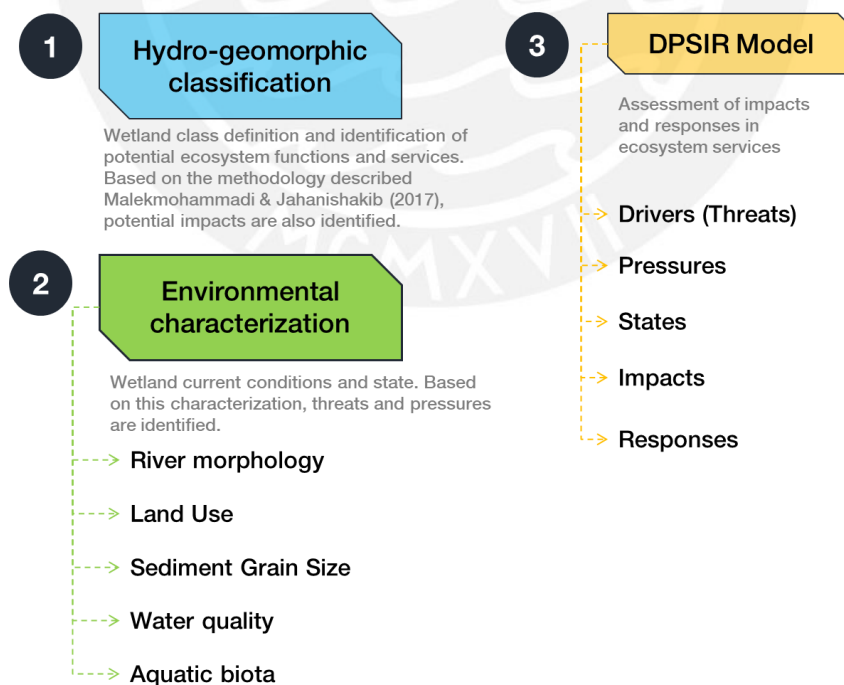 1
Hydro-geomorphic
classification
Wetland class definition and identification of
potential ecosystem functions and services.
Based on the methodology described
Malekmohammadi & Jahanishakib (2017),
potential impacts are also identified.
2
Environmental
characterization
Wetland current conditions and state. Based
on this characterization, threats and pressures
are identified.
River morphology
Land Use
Sediment Grain Size
Water quality
Aquatic biota
3
DPSIR Model
Assessment of impacts
and responses in
ecosystem services
Drivers (Threats)
Pressures
States
Impacts
Responses
MCMXVII